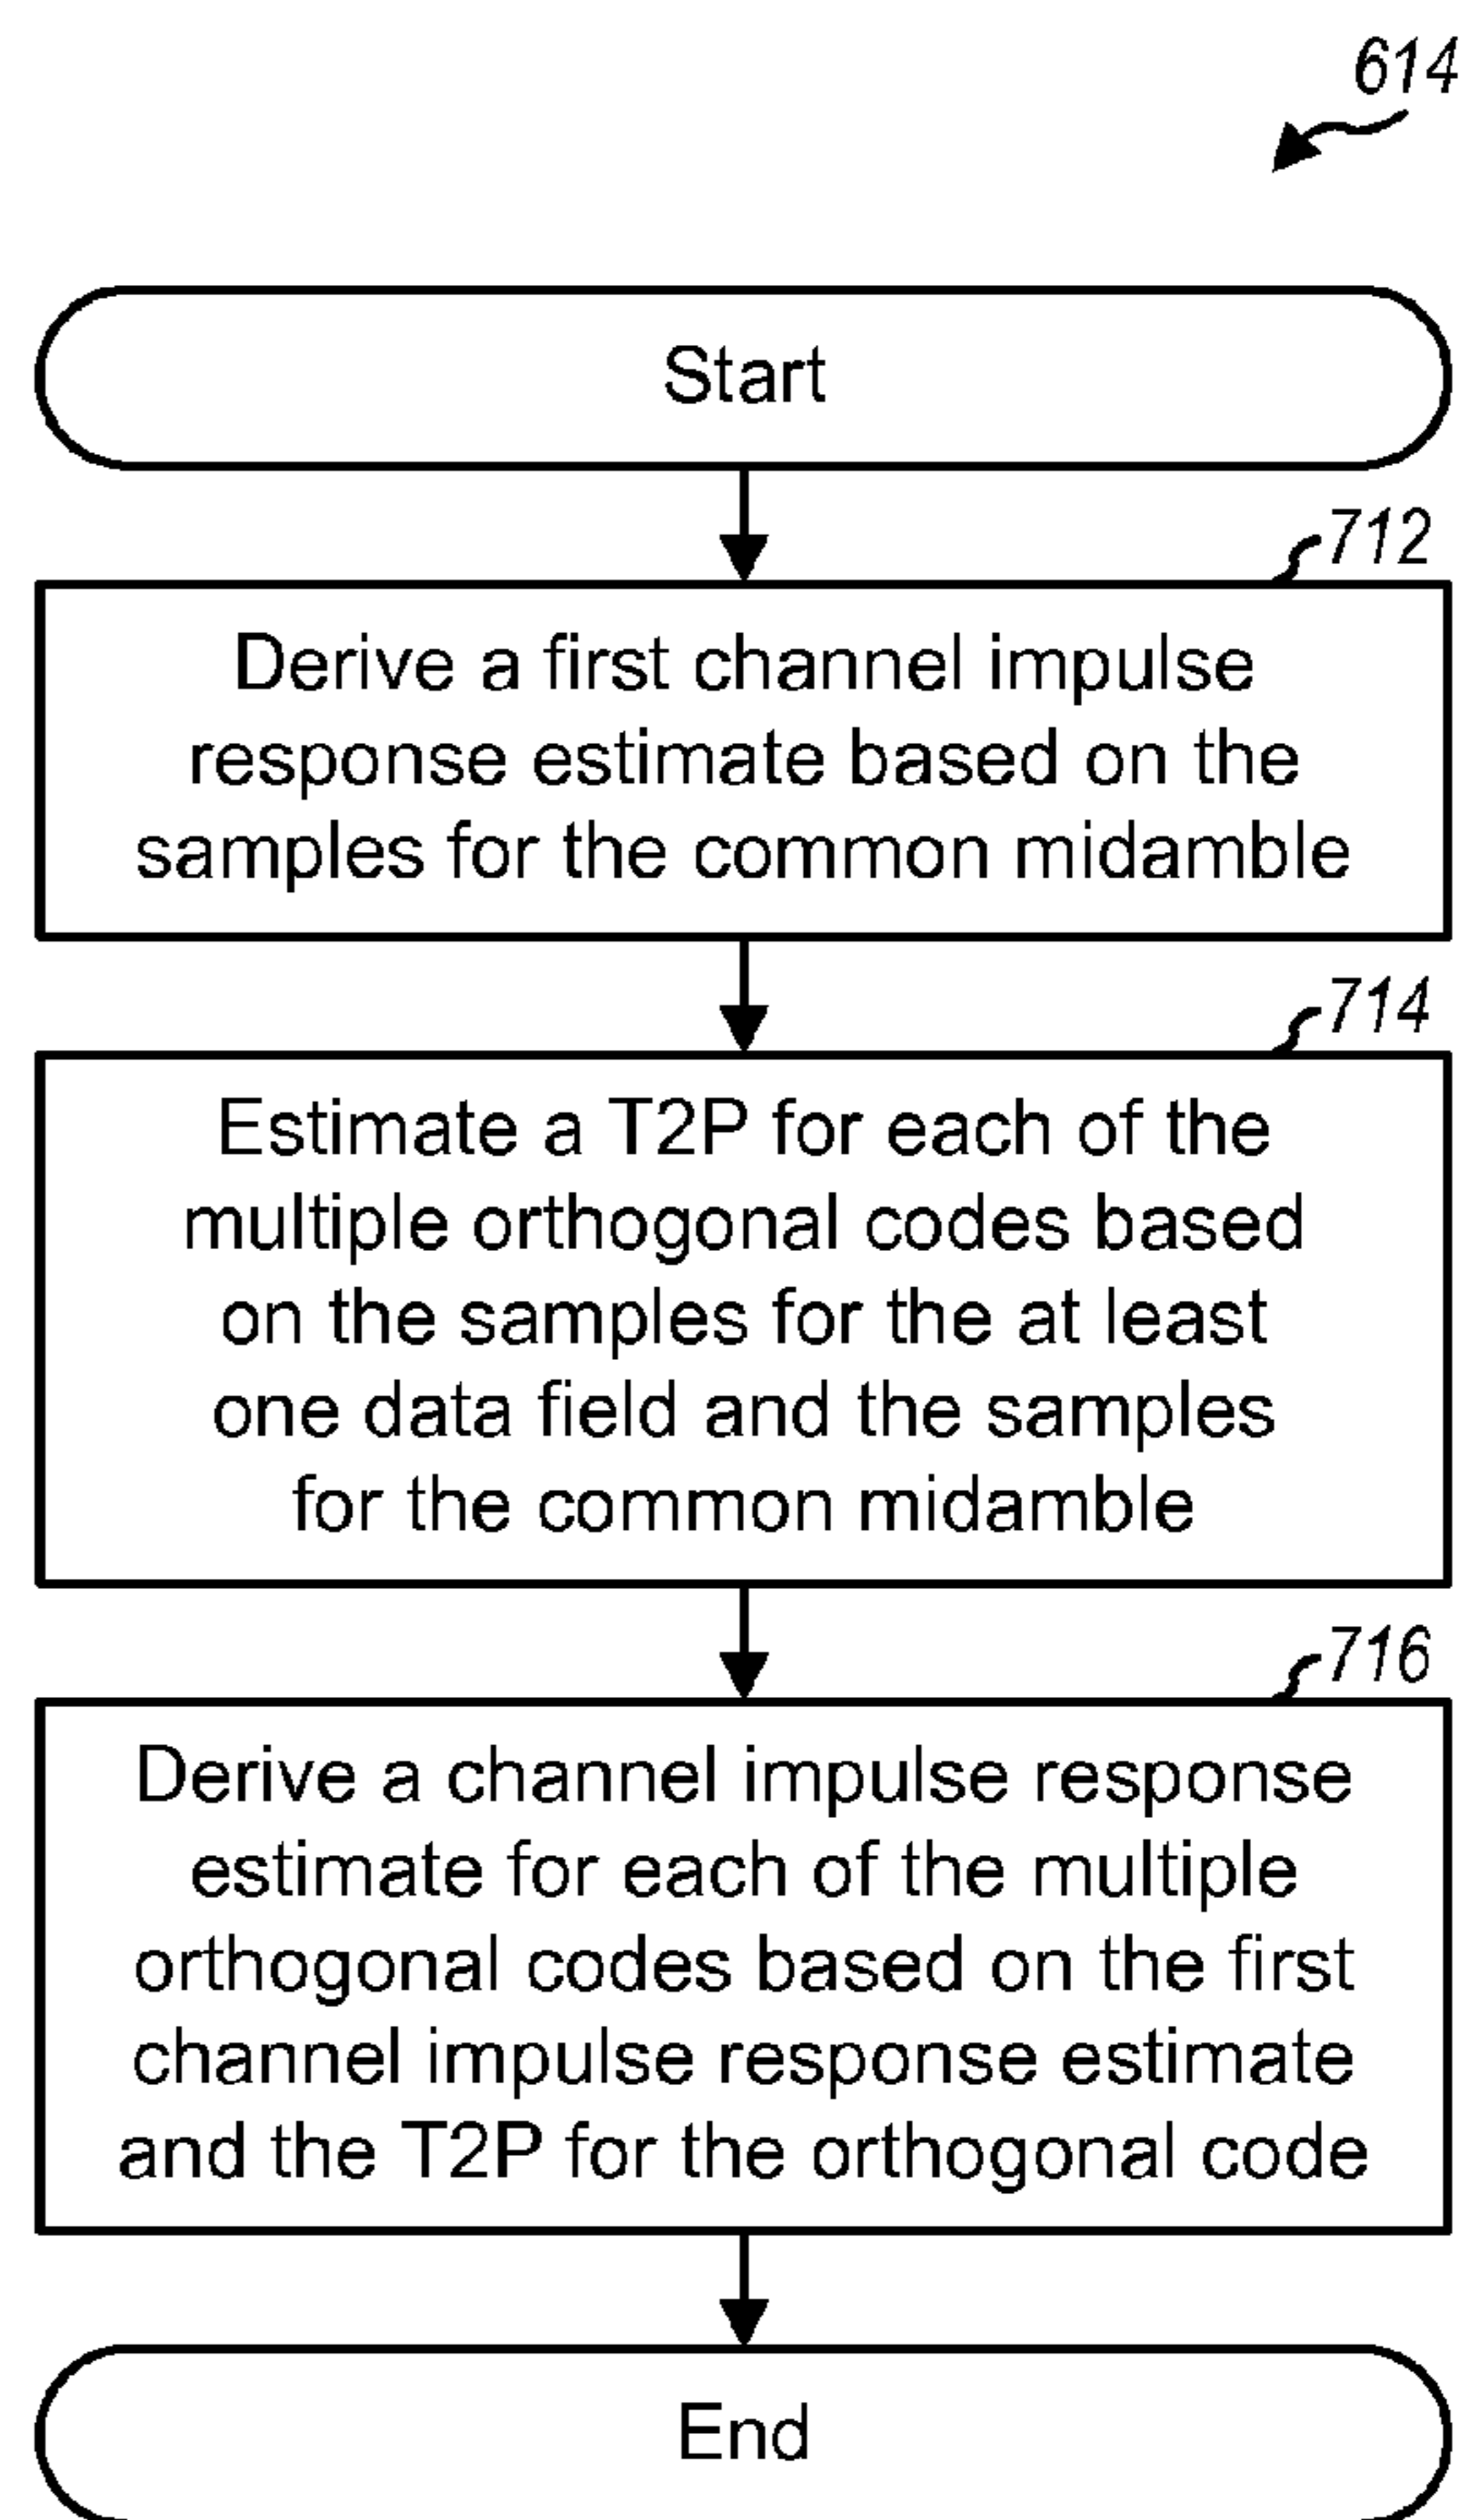 614
Start
712
Derive a first channel impulse
response estimate based on the
samples for the common midamble
714
Estimate a T2P for each of the
multiple orthogonal codes based
on the samples for the at least
one data field and the samples
for the common midamble
716
Derive a channel impulse response
estimate for each of the multiple
orthogonal codes based on the first
channel impulse response estimate
and the T2P for the orthogonal code
End